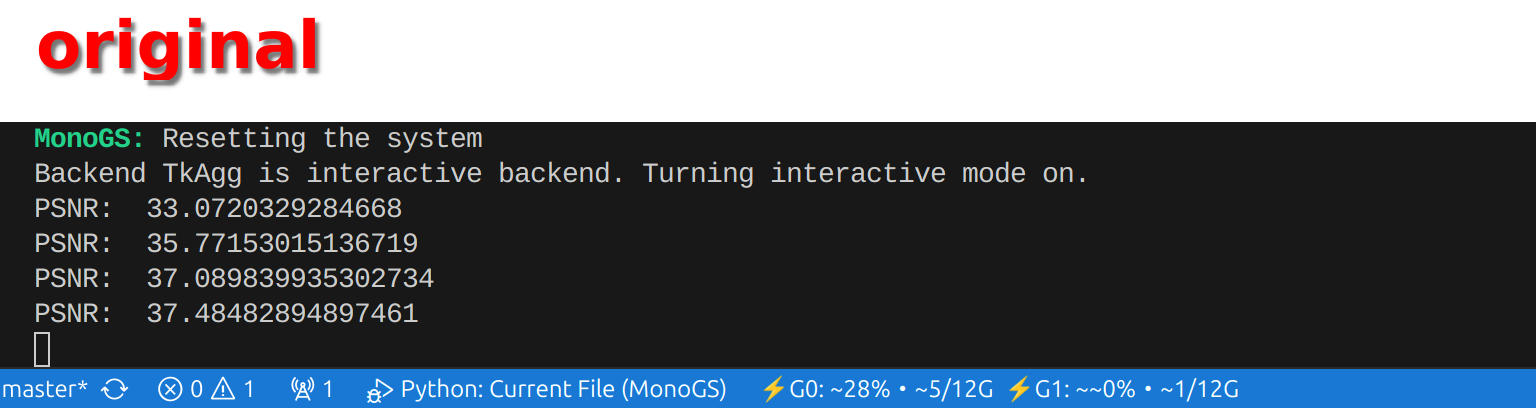 original
MonoGS: Resetting the system
Backend TkAgg is interactive backend. Turning interactive mode on.
PSNR:  33.0720329284668
PSNR:  35.77153015136719
PSNR:  37.089839935302734
PSNR:  37.48482894897461
master* 0 1 1 Python: Current File (MonoGS) ⚡G0: ~28% • ~5/12G ⚡G1: ~~0% • ~1/12G